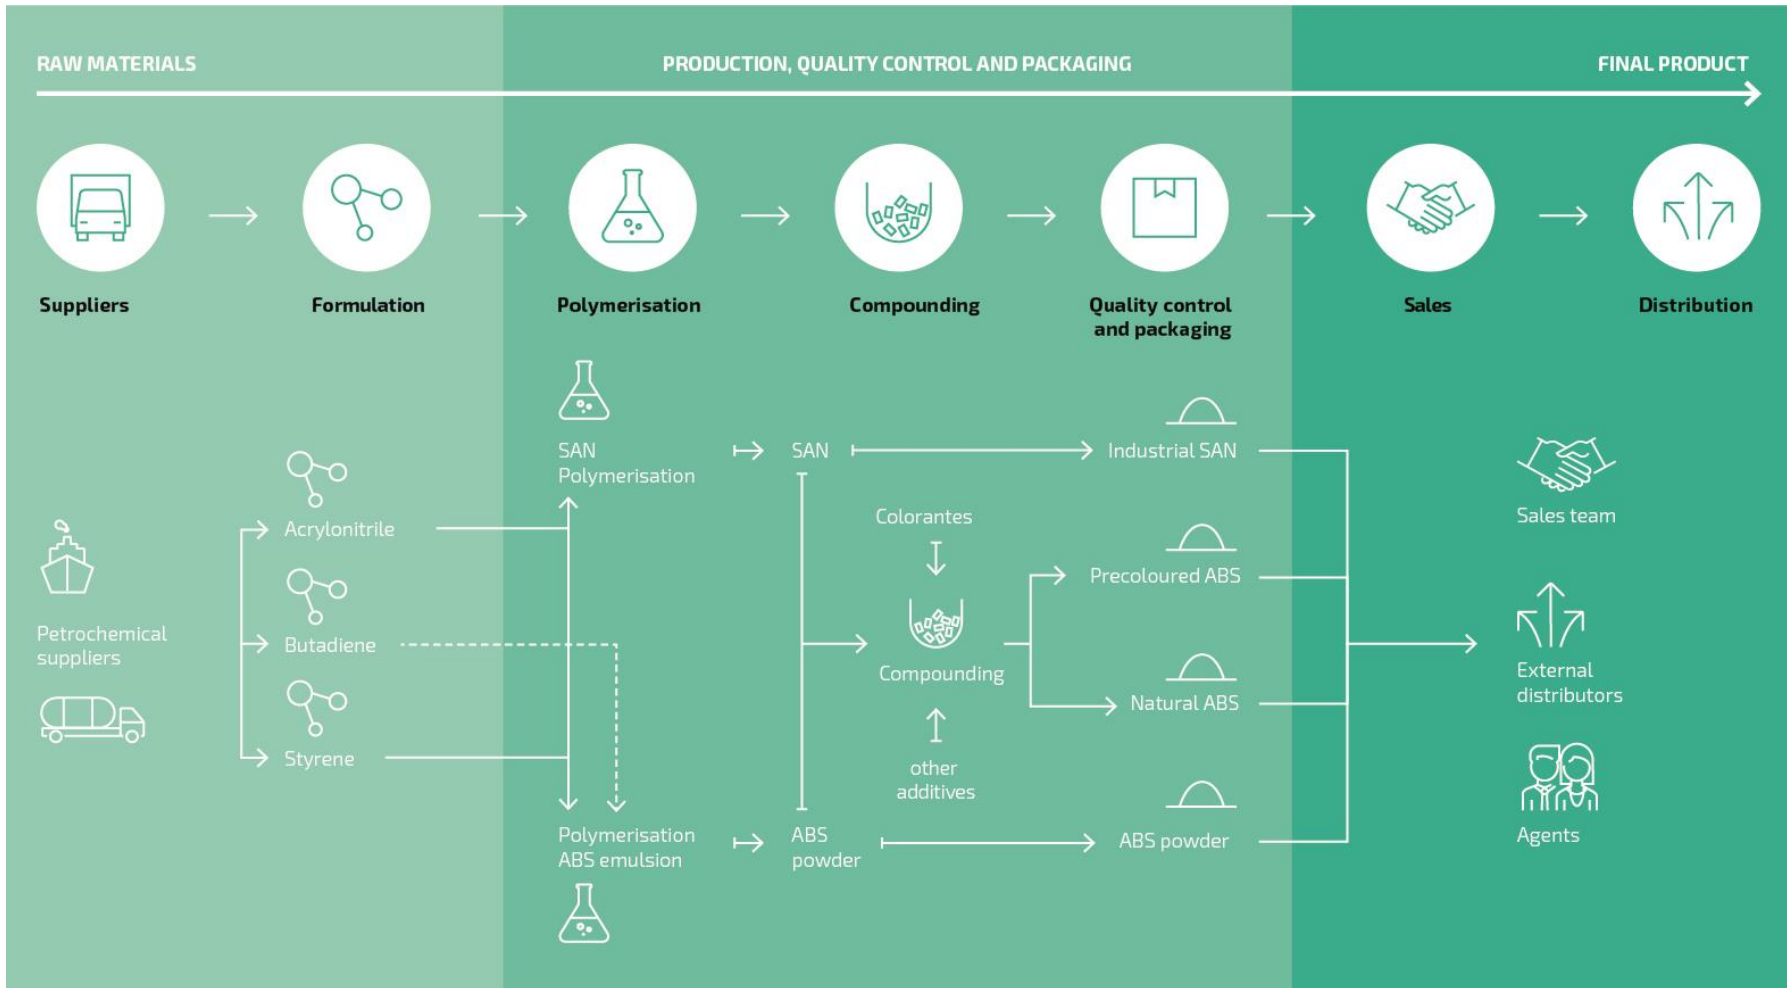 RAW MATERIALS
PRODUCTION, QUALITY CONTROL AND PACKAGING
FINAL PRODUCT
Suppliers
Formulation
Polymerisation
Compounding
Quality control
and packaging
Sales
Distribution
Petrochemical
suppliers
Acrylonitrile
Butadiene
Styrene
SAN
Polymerisation
Polymerisation
ABS emulsion
SAN
ABS
powder
Colorantes
Compounding
other
additives
Industrial SAN
Precoloured ABS
Natural ABS
ABS powder
Sales team
External
distributors
Agents